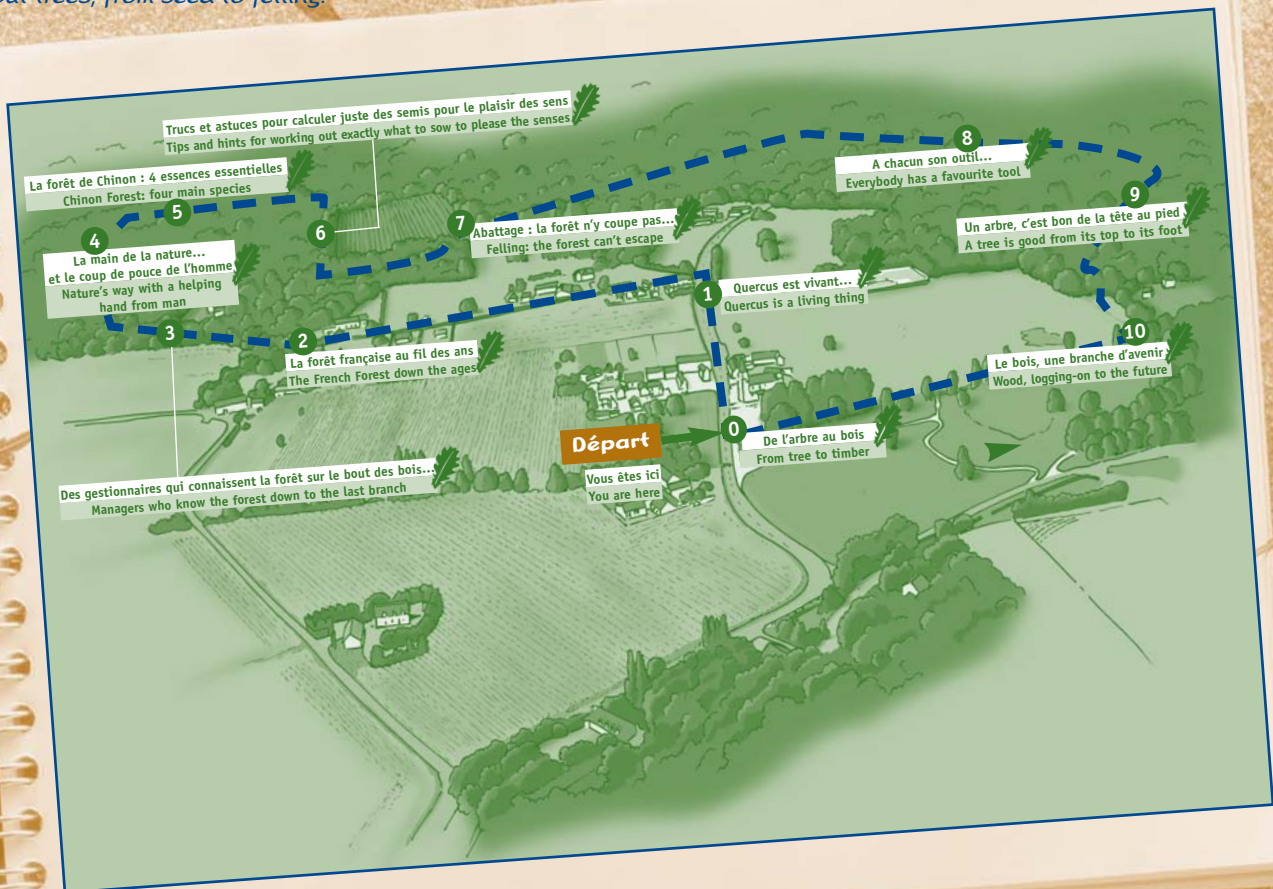 trees, from seed to felling.
Trucs et astuces pour calculer juste des semis pour le plaisir des sens
Tips and hints for working out exactly what to sow to please the senses
La forêt de Chinon : 4 essences essentielles
Chinon Forest: four main species
5
4
La main de la nature...
et le coup de pouce de l'homme
Nature's way with a helping
hand from man
6
7
Abattage : la forêt n'y coupe pas...
Felling: the forest can't escape
8
A chacun son outil...
Everybody has a favourite tool
9
Un arbre, c'est bon de la tête au pied
A tree is good from its top to its foot
1
Quercus est vivant...
Quercus is a living thing
3
2
La forêt française au fil des ans
The French Forest down the ages
10
Le bois, une branche d'avenir
Wood, logging-on to the future
Départ
0
De l'arbre au bois
From tree to timber
Vous êtes ici
You are here
Des gestionnaires qui connaissent la forêt sur le bout des bois...
Managers who know the forest down to the last branch